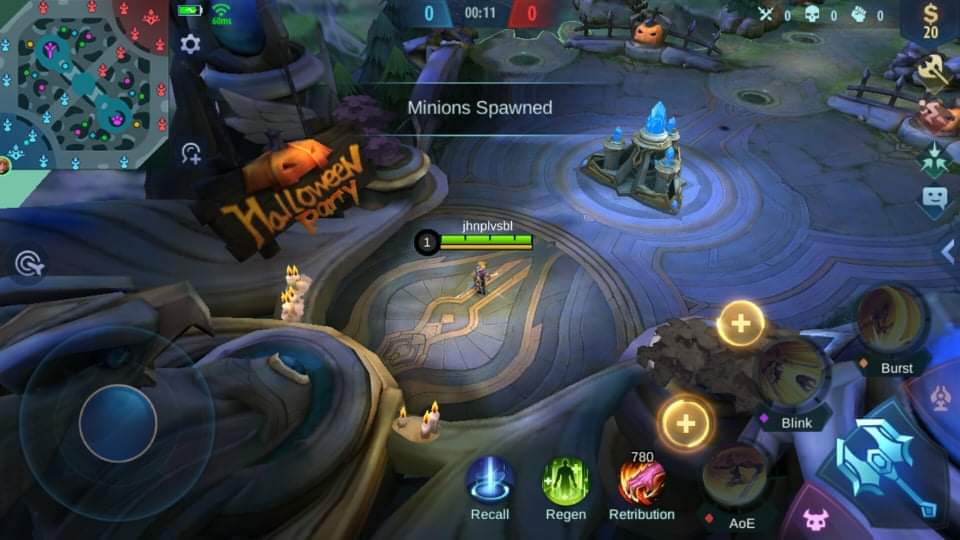 60ms
0
00:11
0
0
0
0
$
20
Minions Spawned
Halloween
Party
jhnplvsbl
1
Burst
Blink
780
Recall
Regen
Retribution
AoE